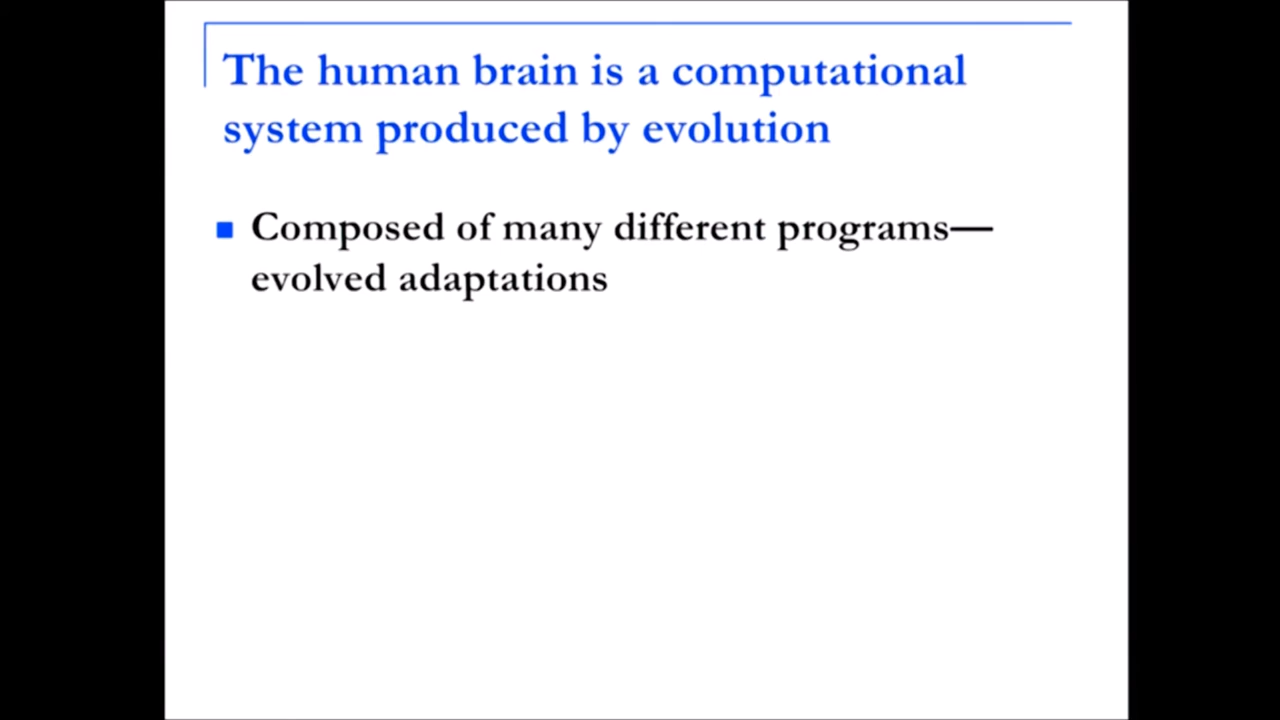 The human brain is a computational
system produced by evolution
Composed of many different programs—
evolved adaptations